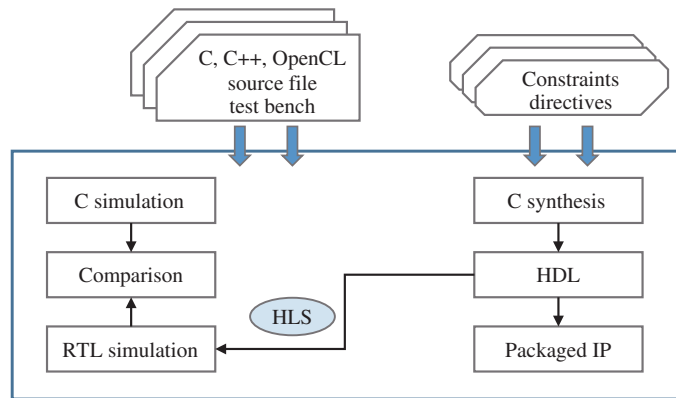 C, C++, OpenCL
source file
test bench
Constraints
directives
C simulation
C synthesis
Comparison
HDL
HLS
RTL simulation
Packaged IP